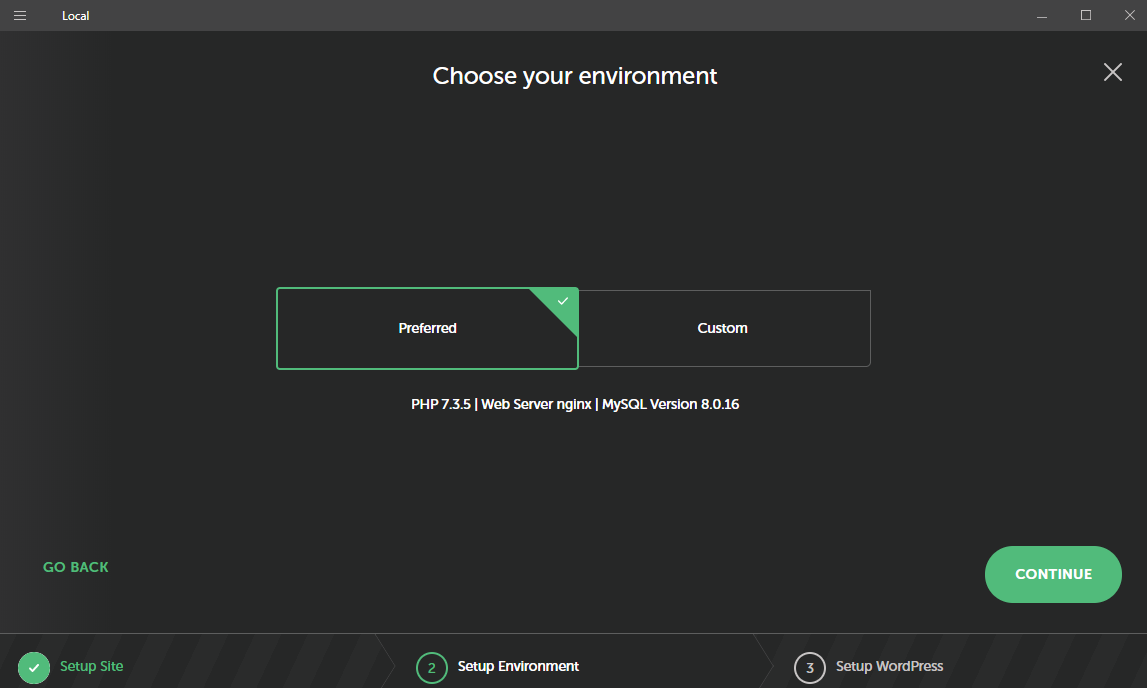 Local
Choose your environment
Preferred
Custom
PHP 7.3.5 | Web Server nginx | MySQL Version 8.0.16
GO BACK
CONTINUE
Setup Site
2 Setup Environment
3 Setup WordPress